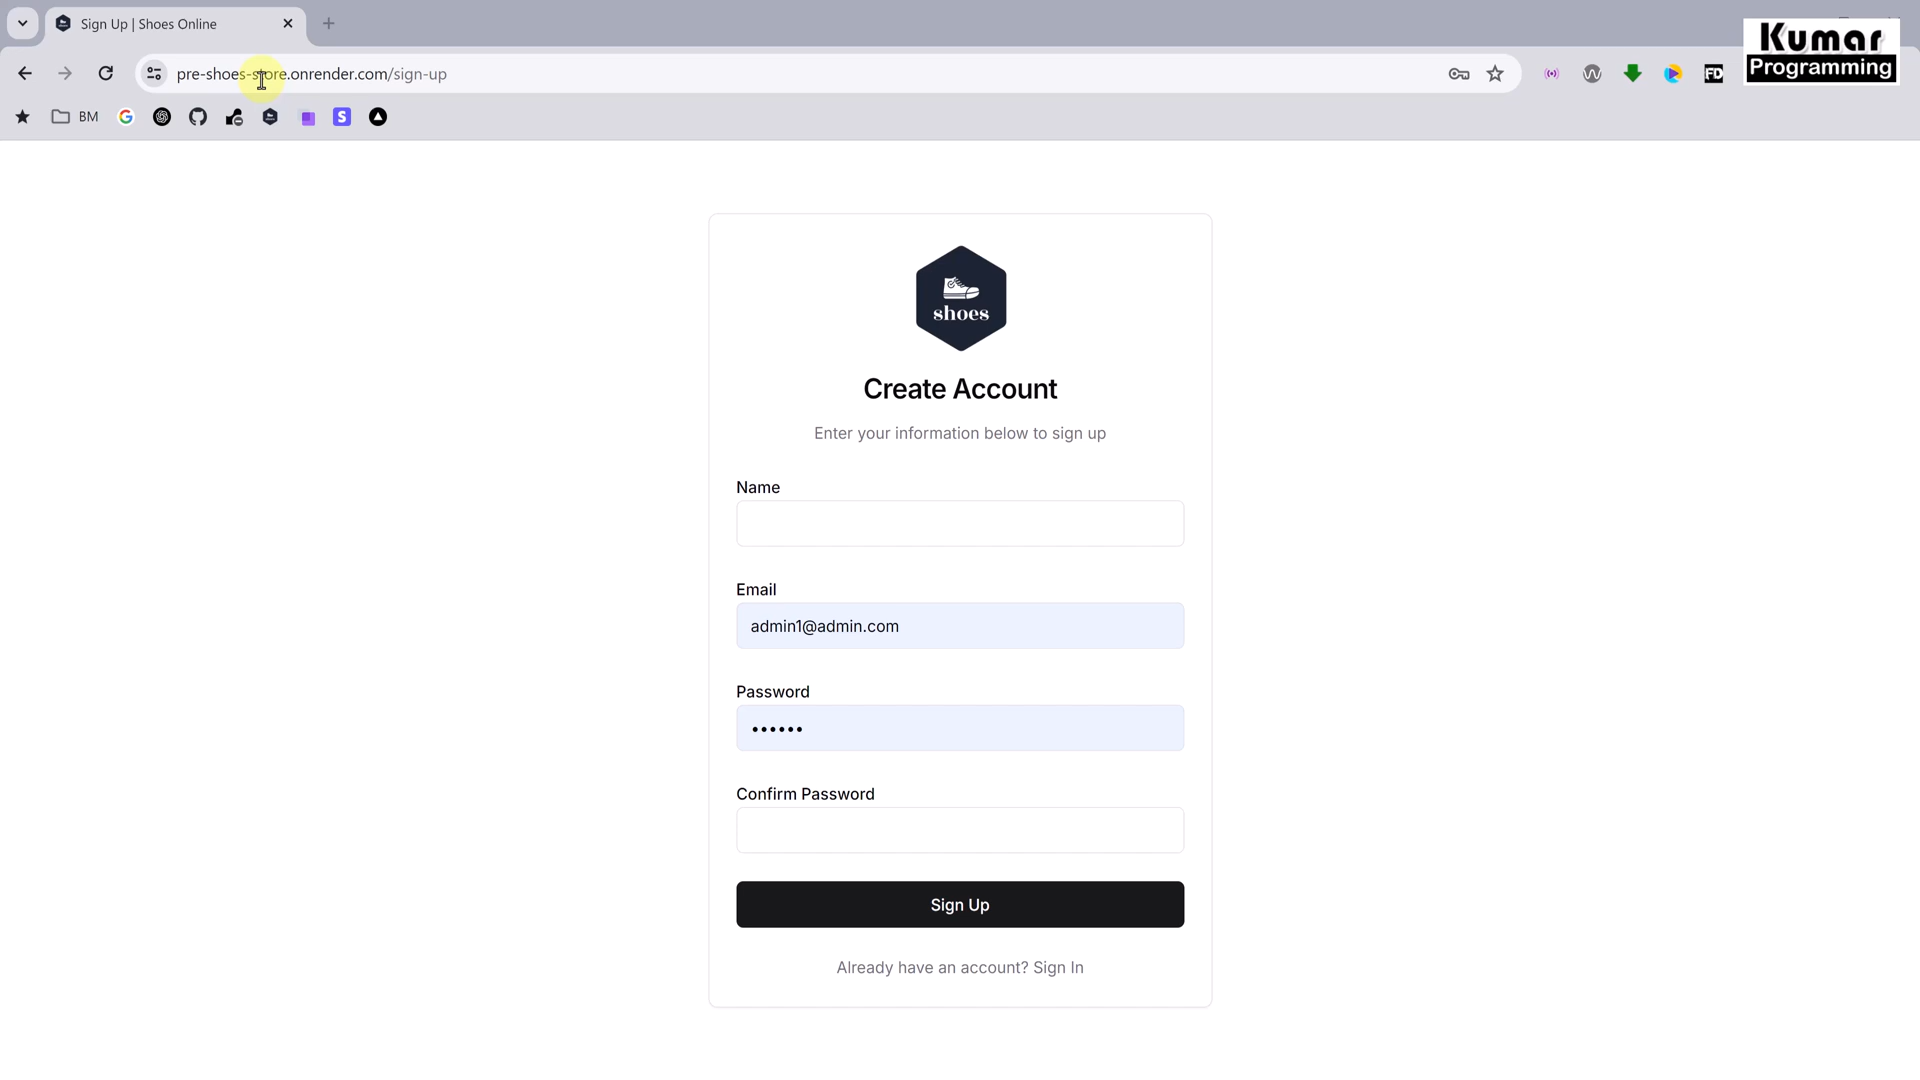 Sign Up | Shoes Online
Kumar
Programming
pre-shoes-store.onrender.com/sign-up
FD
BM
S
shoes
Create Account
Enter your information below to sign up
Name
Email
admin1@admin.com
Password
••••••
Confirm Password
Sign Up
Already have an account? Sign In